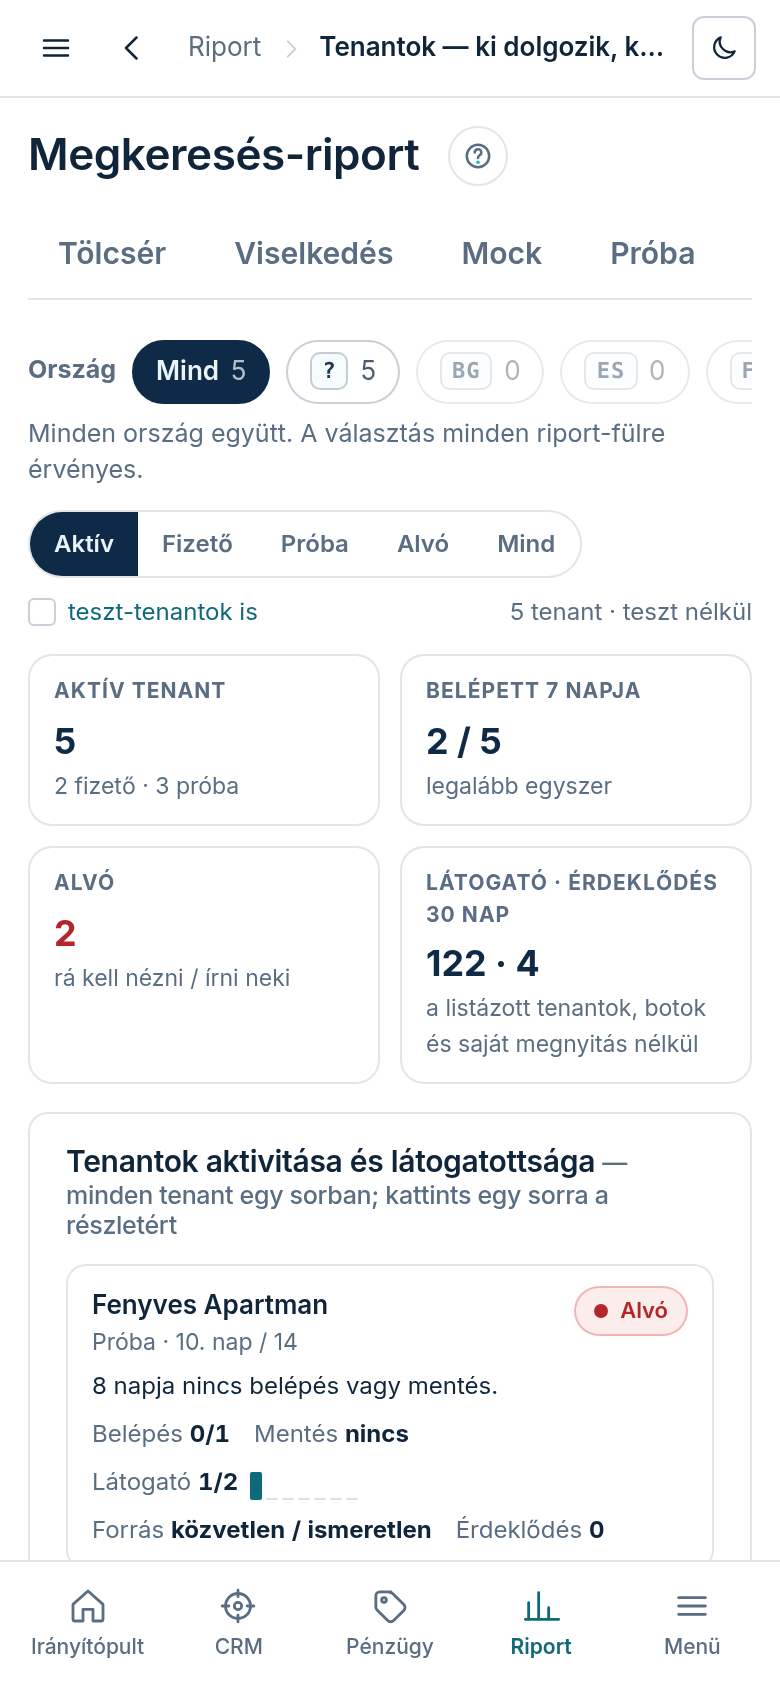 Riport > Tenantok — ki dolgozik, k...
Megkeresés-riport ?
Tölcsér Viselkedés Mock Próba
Ország Mind 5 ? 5 BG 0 ES 0 F
Minden ország együtt. A választás minden riport-fülre
érvényes.
Aktív Fizető Próba Alvó Mind
teszt-tenantok is 5 tenant · teszt nélkül
AKTÍV TENANT
5
2 fizető · 3 próba
BELÉPETT 7 NAPJA
2 / 5
legalább egyszer
ALVÓ
2
rá kell nézni / írni neki
LÁTOGATÓ · ÉRDEKLŐDÉS
30 NAP
122 · 4
a listázott tenantok, botok
és saját megnyitás nélkül
Tenantok aktivitása és látogatottsága —
minden tenant egy sorban; kattints egy sorra a
részletért
Fenyves Apartman Alvó
Próba · 10. nap / 14
8 napja nincs belépés vagy mentés.
Belépés 0/1 Mentés nincs
Látogató 1/2
Forrás közvetlen / ismeretlen Érdeklődés 0
Irányítópult CRM Pénzügy Riport Menü